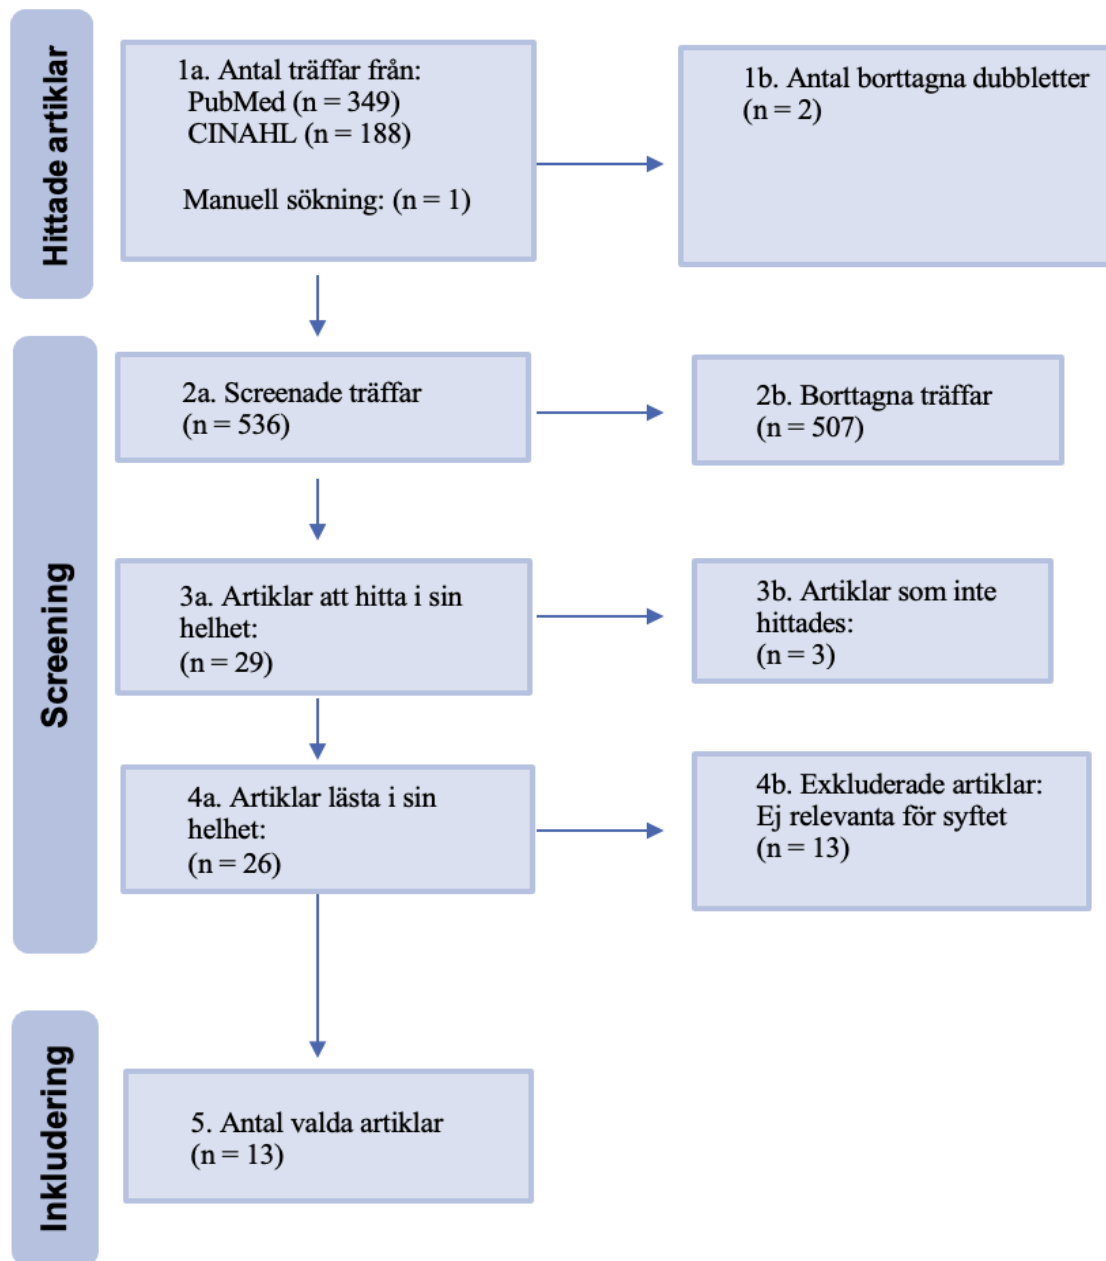 Hittade artiklar
1a. Antal träffar från:
PubMed (n = 349)
CINAHL (n = 188)
Manuell sökning: (n = 1)
1b. Antal borttagna dubbletter
(n = 2)
Screening
2a. Screenade träffar
(n = 536)
2b. Borttagna träffar
(n = 507)
3a. Artiklar att hitta i sin
helhet:
(n = 29)
3b. Artiklar som inte
hittades:
(n = 3)
4a. Artiklar lästa i sin
helhet:
(n = 26)
4b. Exkluderade artiklar:
Ej relevanta för syftet
(n = 13)
Inkludering
5. Antal valda artiklar
(n = 13)